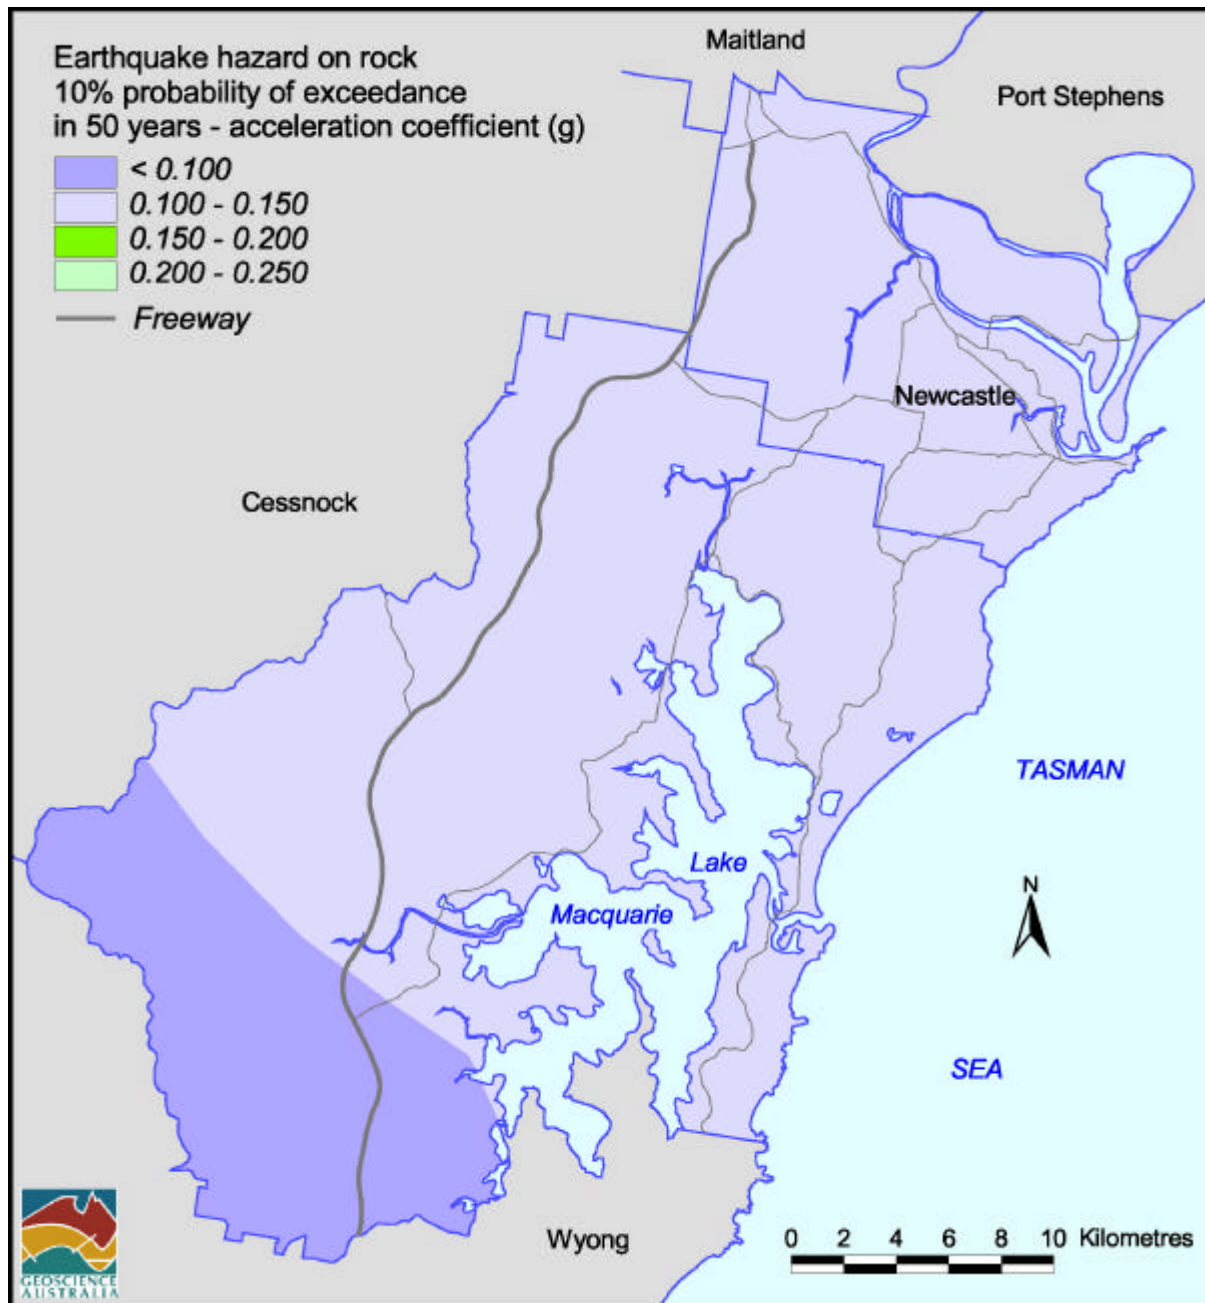 Earthquake hazard on rock
10% probability of exceedance
in 50 years - acceleration coefficient (g)
< 0.100
0.100 - 0.150
0.150 - 0.200
0.200 - 0.250
Freeway
Maitland
Port Stephens
Newcastle
Cessnock
TASMAN
Lake
Macquarie
N
SEA
Wyong
0 2 4 6 8 10 Kilometres
GEOSCIENCE
AUSTRALIA